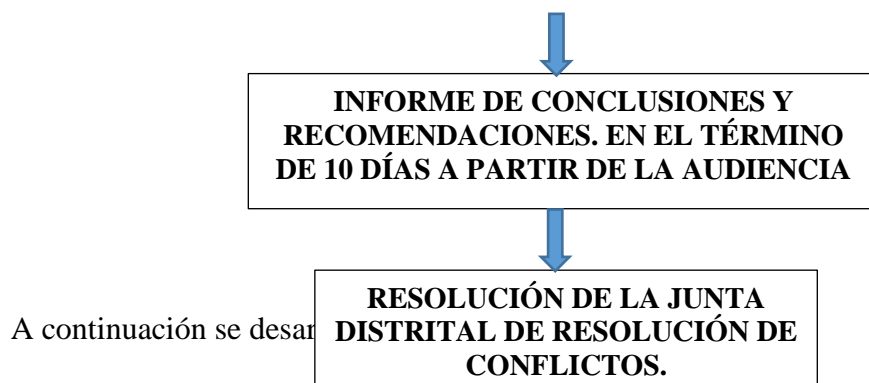 INFORME DE CONCLUSIONES Y
RECOMENDACIONES. EN EL TÉRMINO
DE 10 DÍAS A PARTIR DE LA AUDIENCIA
RESOLUCIÓN DE LA JUNTA
DISTRITAL DE RESOLUCIÓN DE
CONFLICTOS.
A continuación se